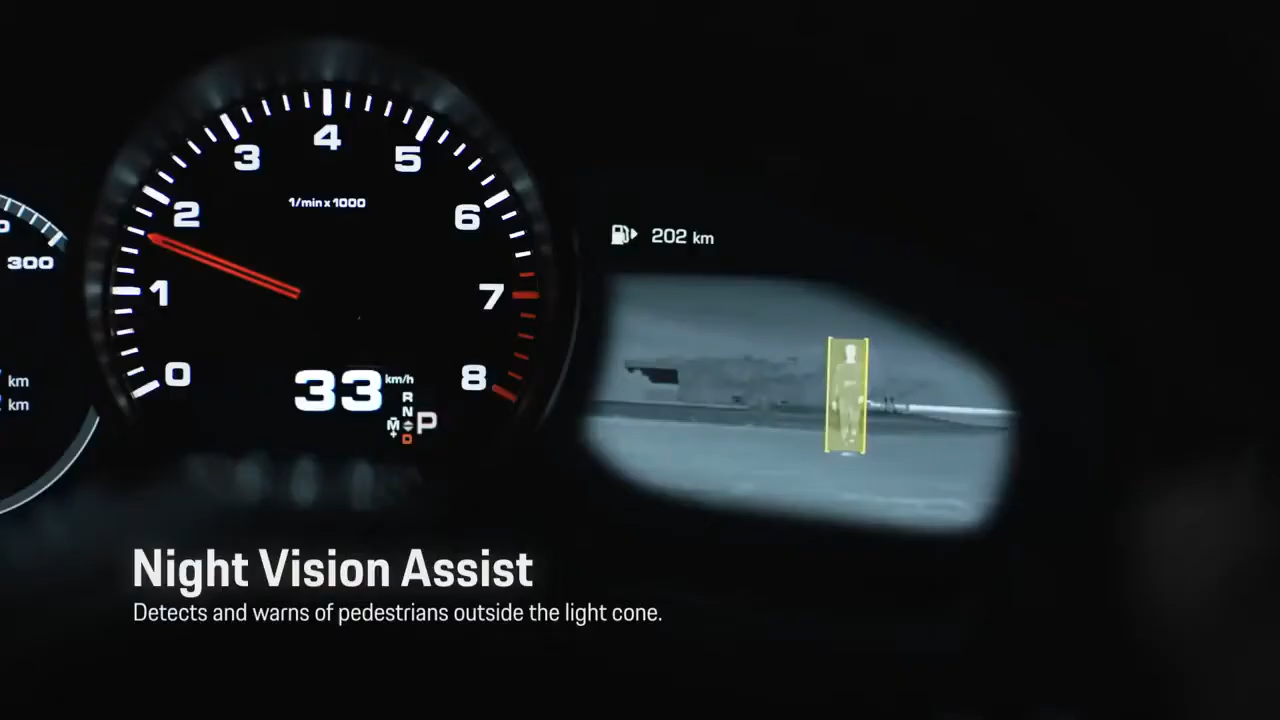 4
3
5
1/min x 1000
2
6
202 km
300
1
7
0
8
33 km/h
km
km
R
N
M
+
D
P
Night Vision Assist
Detects and warns of pedestrians outside the light cone.